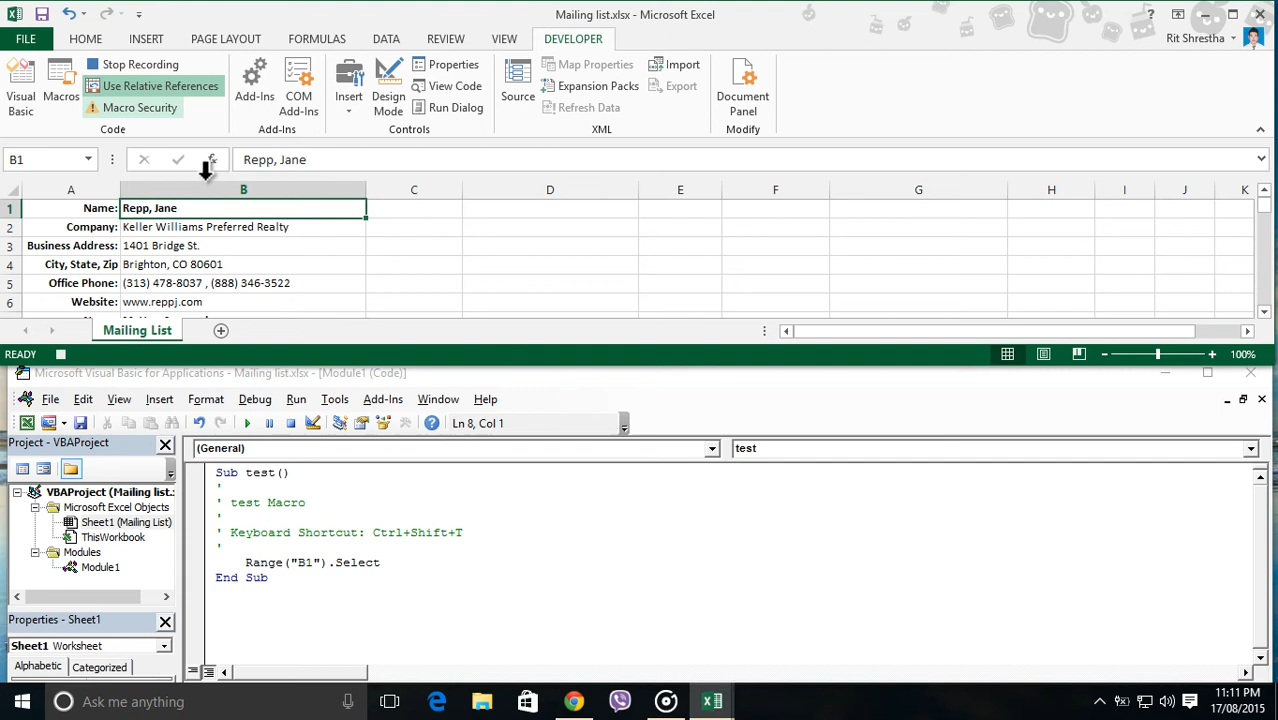 Mailing list.xlsx - Microsoft Excel
FILE HOME INSERT PAGE LAYOUT FORMULAS DATA REVIEW VIEW DEVELOPER Rit Shrestha
Visual Basic
Macros
Stop Recording
Use Relative References
Macro Security
Code
Add-Ins
COM Add-Ins
Add-Ins
Insert
Design Mode
Properties
View Code
Run Dialog
Controls
Source
Map Properties
Expansion Packs
Refresh Data
Import
Export
XML
Document Panel
Modify
B1 fx Repp, Jane
A B C D E F G H I J K
1 Name: Repp, Jane
2 Company: Keller Williams Preferred Realty
3 Business Address: 1401 Bridge St.
4 City, State, Zip Brighton, CO 80601
5 Office Phone: (313) 478-8037 , (888) 346-3522
6 Website: www.reppj.com
Mailing List
READY 100%
Microsoft Visual Basic for Applications - Mailing list.xlsx - [Module1 (Code)]
File Edit View Insert Format Debug Run Tools Add-Ins Window Help
Ln 8, Col 1
Project - VBAProject
VBAProject (Mailing list.
Microsoft Excel Objects
Sheet1 (Mailing List)
ThisWorkbook
Modules
Module1
Properties - Sheet1
Sheet1 Worksheet
Alphabetic Categorized
(General) test
Sub test()
'
' test Macro
'
' Keyboard Shortcut: Ctrl+Shift+T
'
Range("B1").Select
End Sub
Ask me anything
11:11 PM
17/08/2015